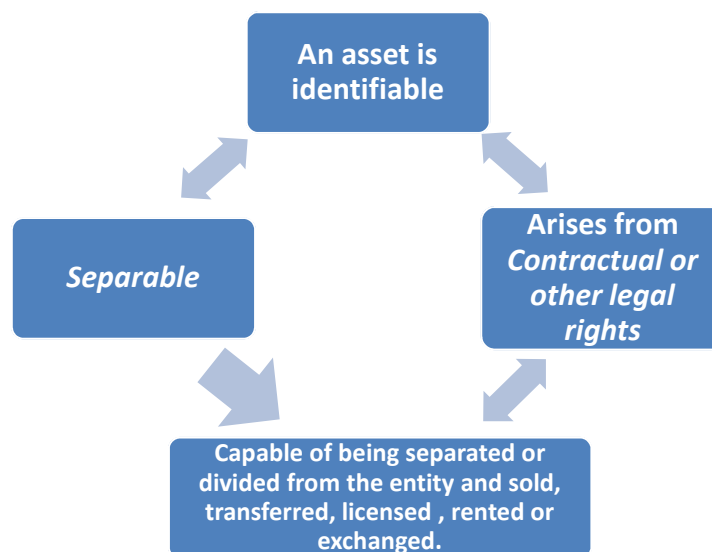 An asset is
identifiable
Separable
Arises from
Contractual or
other legal
rights
Capable of being separated or
divided from the entity and sold,
transferred, licensed , rented or
exchanged.